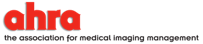 ahra
the association for medical imaging management